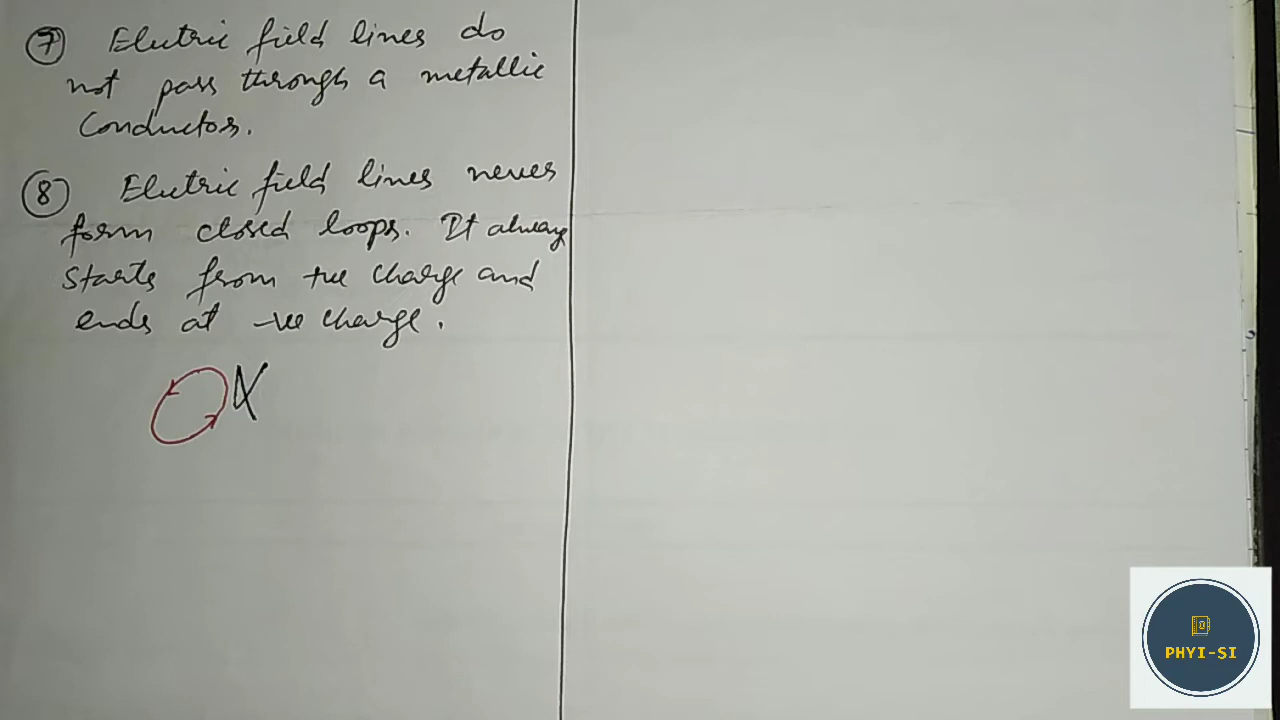 ⑦ Electric field lines do
not pass through a metallic
Conductor.
⑧ Electric field lines never
form closed loops. It always
starts from +ve charge and
ends at -ve charge.
PHYI-SI